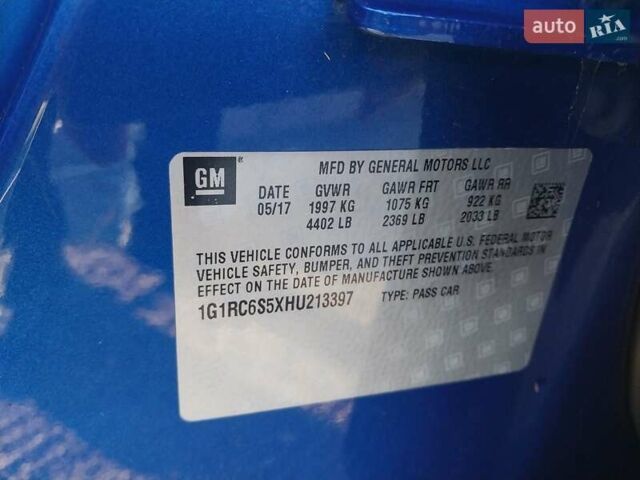 auto RIA.com
GM
MFD BY GENERAL MOTORS LLC
DATE GVWR GAWR FRT GAWR RR
05/17 1997 KG 1075 KG 922 KG
4402 LB 2369 LB 2033 LB
THIS VEHICLE CONFORMS TO ALL APPLICABLE U.S. FEDERAL MOTOR
VEHICLE SAFETY, BUMPER, AND THEFT PREVENTION STANDARDS IN
EFFECT ON THE DATE OF MANUFACTURE SHOWN ABOVE.
1G1RC6S5XHU213397 TYPE: PASS CAR